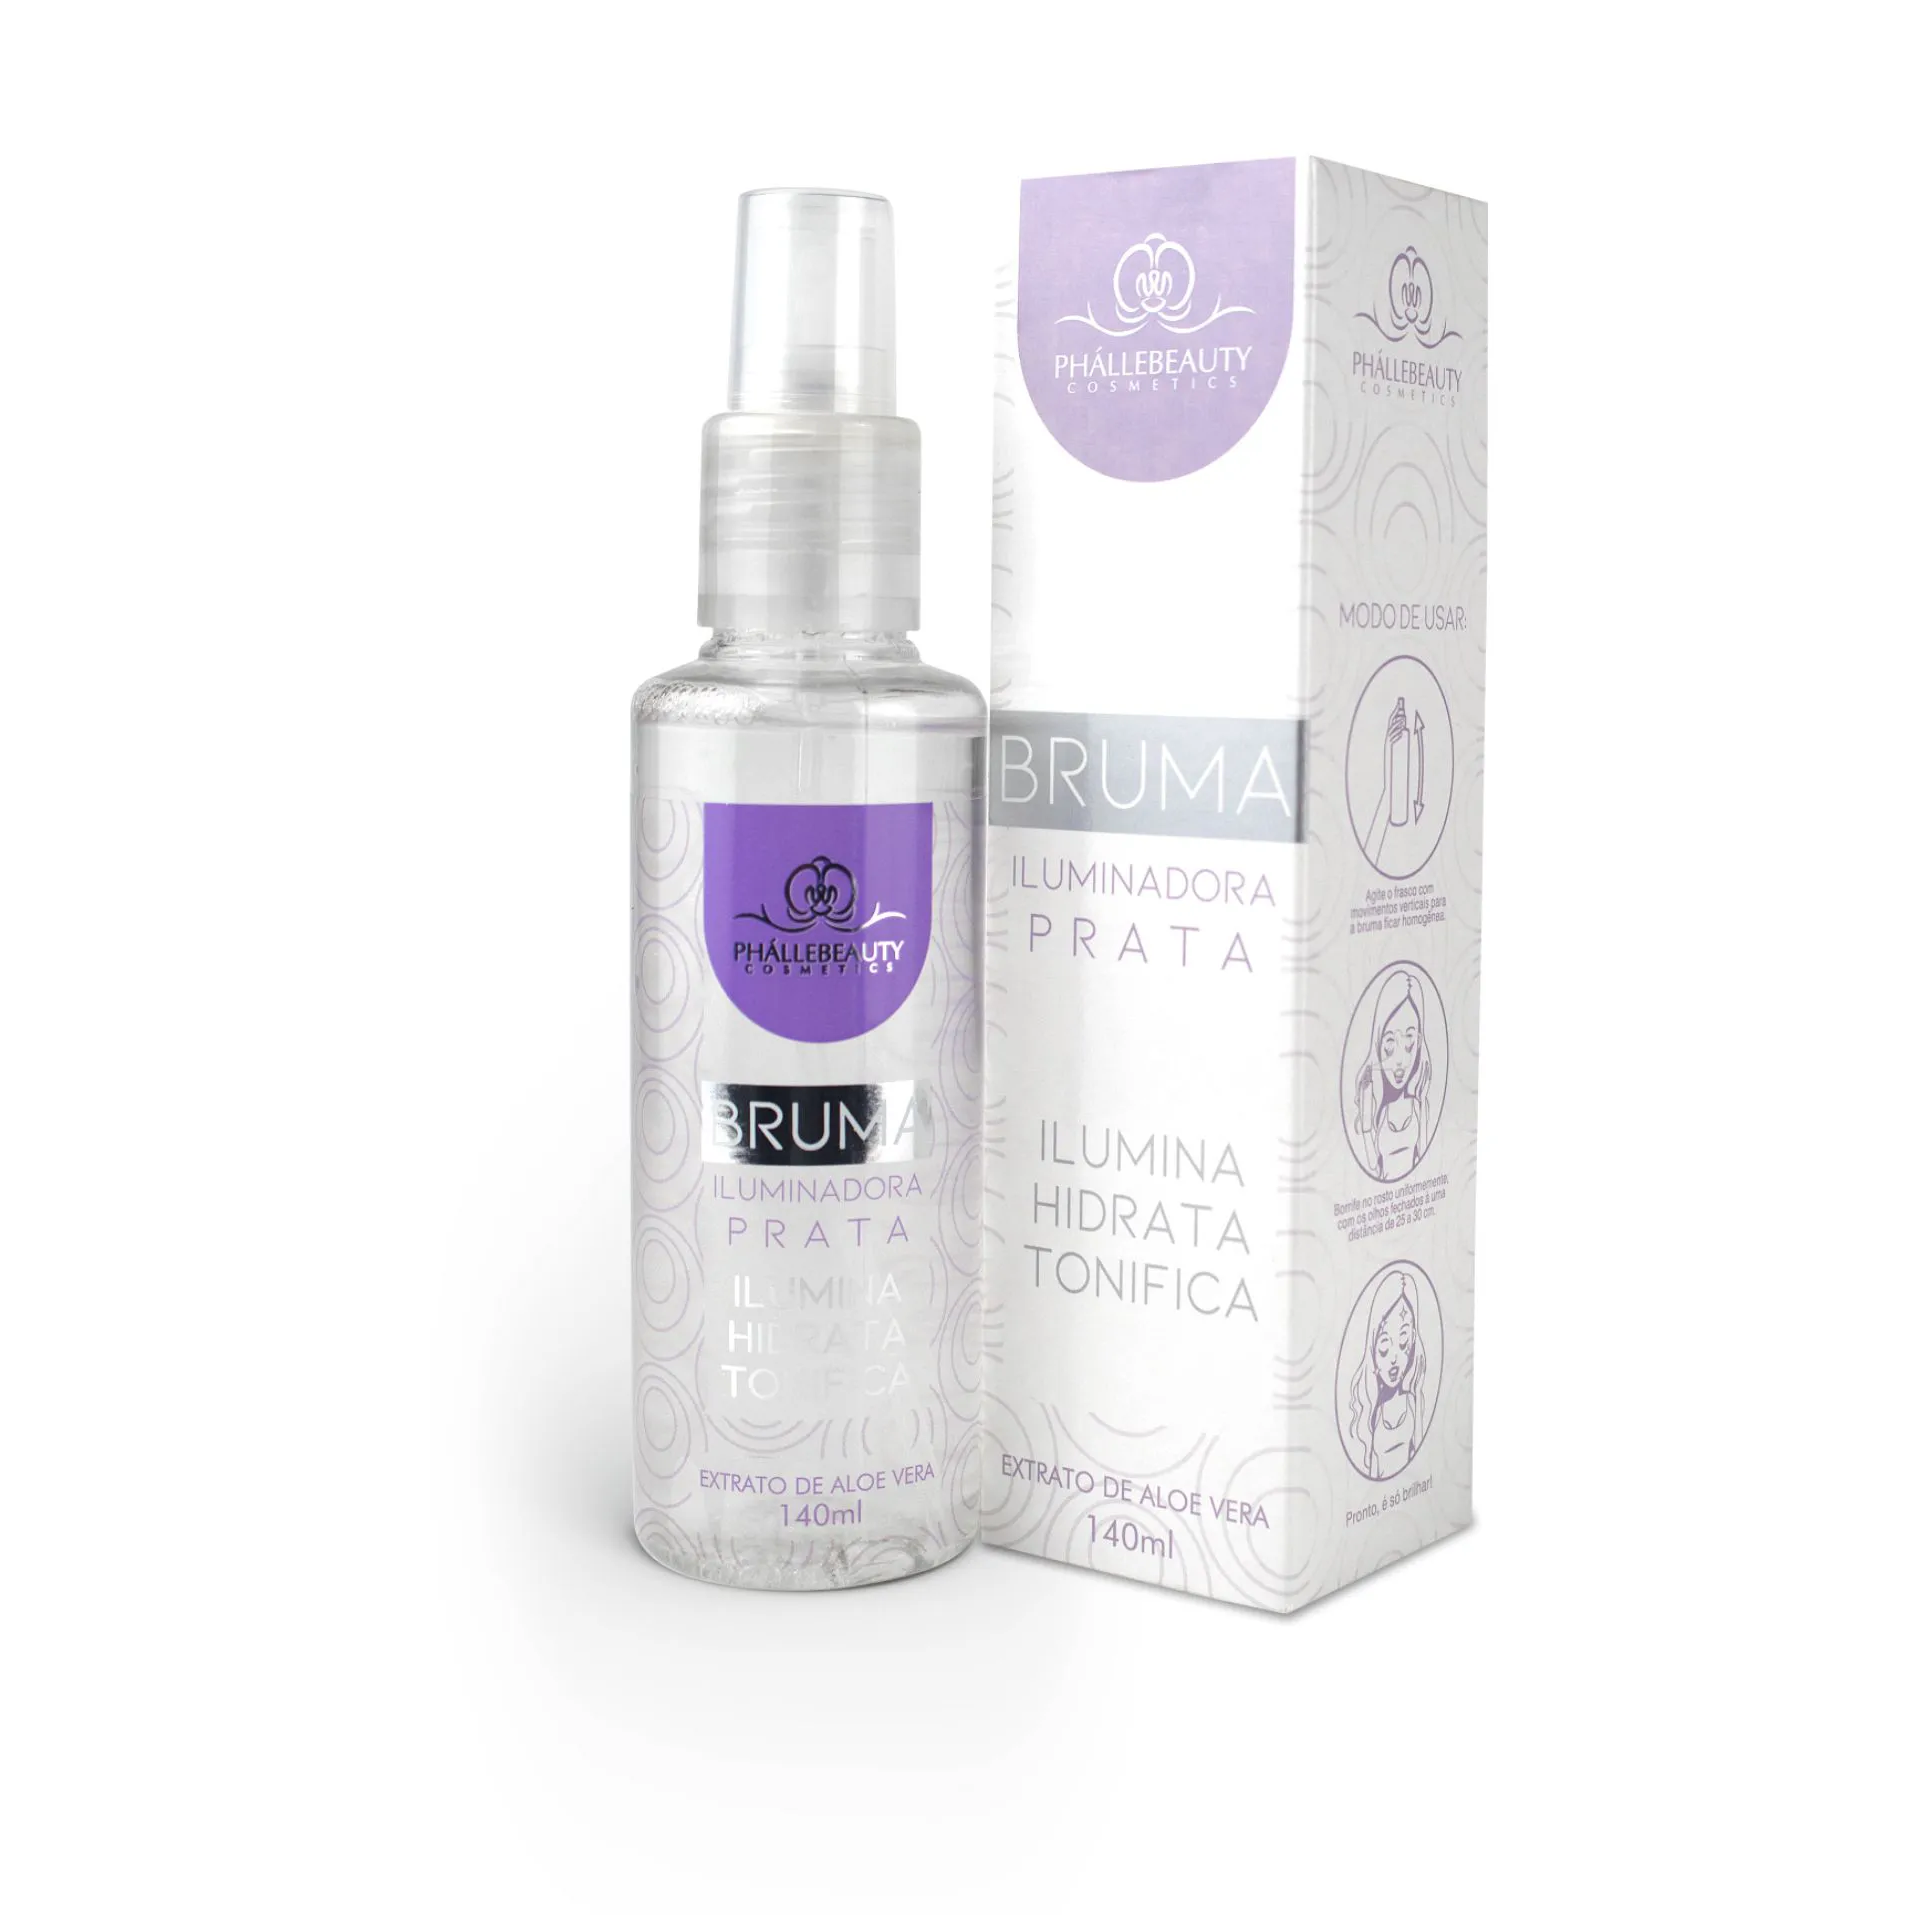 PHÁLLEBEAUTY
COSMETICS
BRUMA
ILUMINADORA
PRATA
ILUMINA
HIDRATA
TONIFICA
EXTRATO DE ALOE VERA
140ml
PHÁLLEBEAUTY
COSMETICS
BRUMA
ILUMINADORA
PRATA
ILUMINA
HIDRATA
TONIFICA
EXTRATO DE ALOE VERA
140ml
PHÁLLEBEAUTY
COSMETICS
MODO DE USAR:
Agite o frasco com
movimentos verticais para
a bruma ficar homogênea.
Borrife no rosto uniformemente,
com os olhos fechados à uma
distância de 25 a 30 cm.
Pronto, é só brilhar!